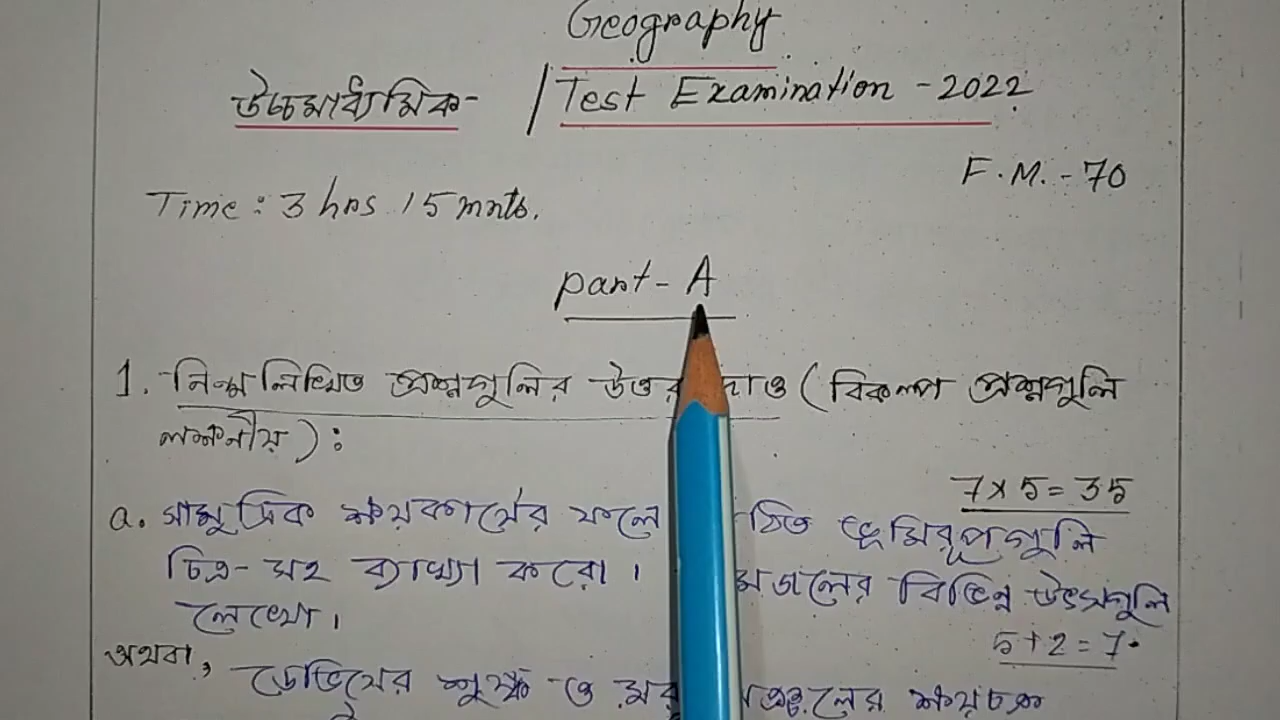 Geography
উচ্চমাধ্যমিক- / Test Examination - 2022
F.M. - 70
Time : 3 hrs 15 mnts.
part - A
1. নিম্নলিখিত প্রশ্নগুলির উত্তর দাও (বিকল্প প্রশ্নগুলি
লক্ষণীয়) :
7 x 5 = 35
a. সামুদ্রিক ক্ষয়কার্যের ফলে ভূমিরূপগুলি
চিত্র-সহ ব্যাখ্যা করো। বিভিন্ন উৎসগুলি
লেখো।
5 + 2 = 7.
অথবা, ডেভিসের শুষ্ক ও ক্ষয়চক্র